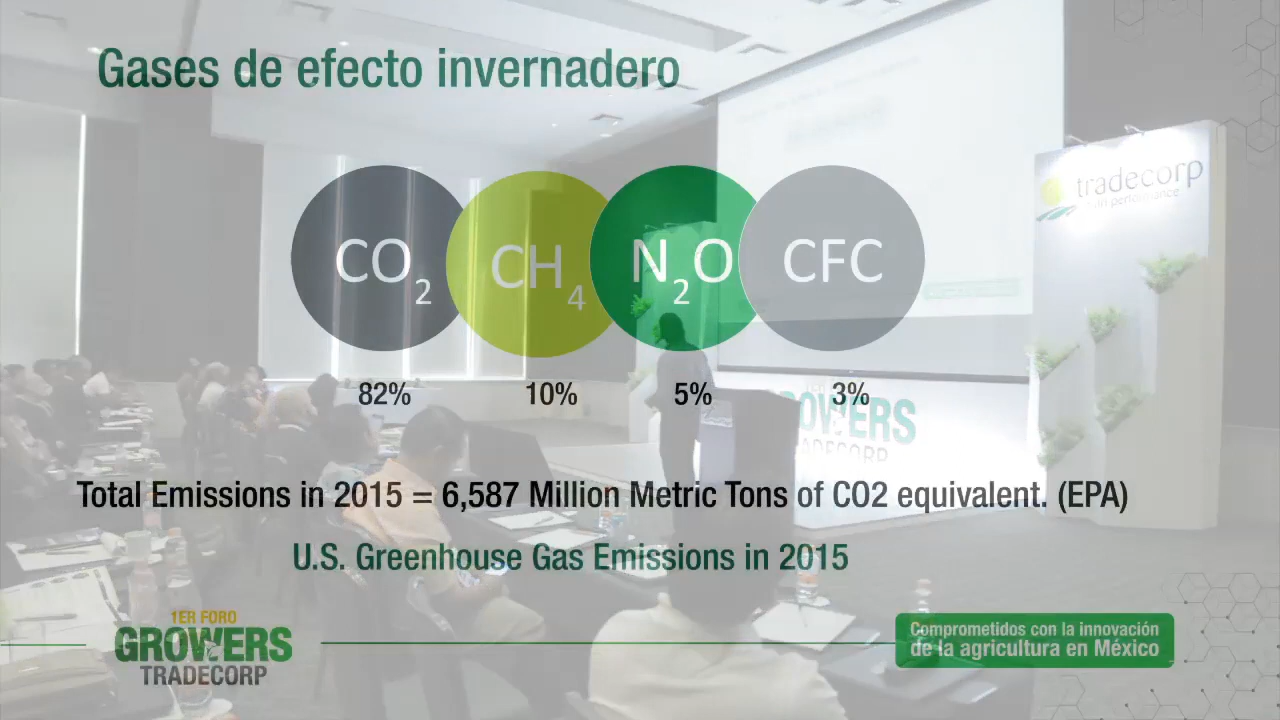 Gases de efecto invernadero
tradecorp
CO2
CH4
N2O
CFC
82%
10%
5%
3%
GROWERS
TRADECORP
Total Emissions in 2015 = 6,587 Million Metric Tons of CO2 equivalent. (EPA)
U.S. Greenhouse Gas Emissions in 2015
1ER FORO
GROWERS
TRADECORP
Comprometidos con la innovación
de la agricultura en México